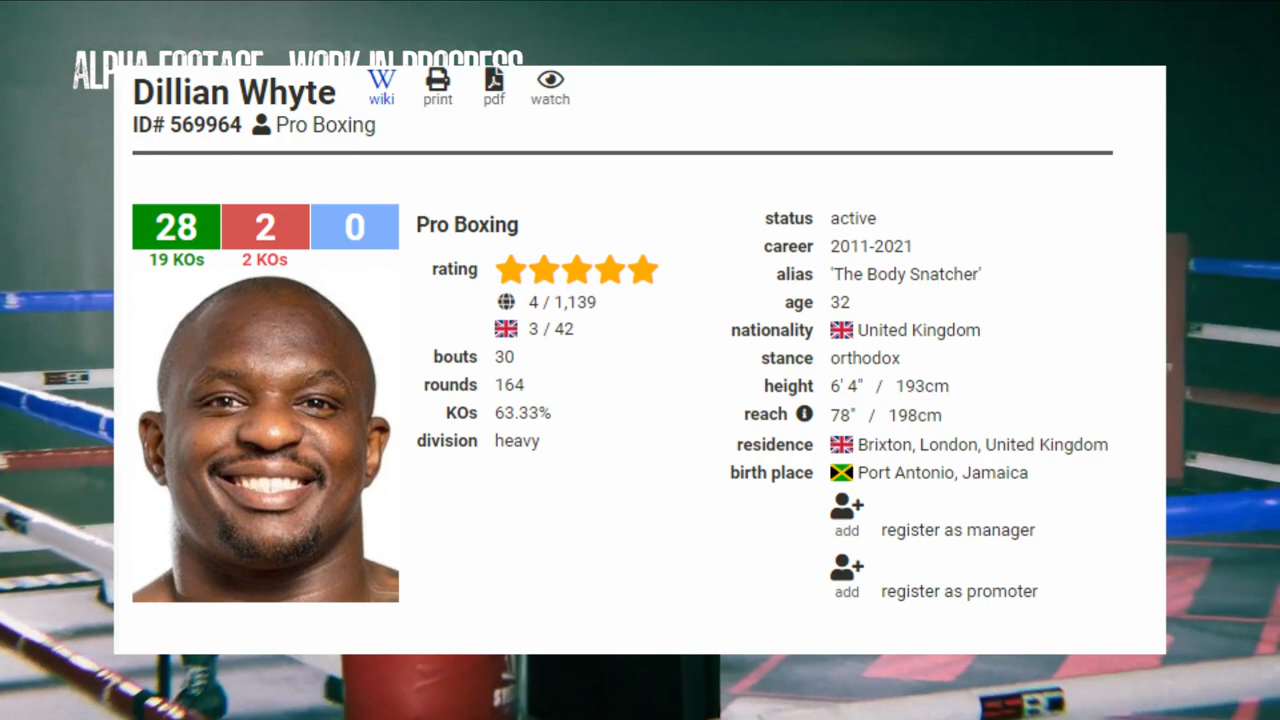 ALPHA FOOTAGE - WORK IN PROGRESS
Dillian Whyte
wiki print pdf watch
ID# 569964 Pro Boxing
28 2 0
19 KOs 2 KOs
Pro Boxing
rating
4 / 1,139
3 / 42
bouts 30
rounds 164
KOs 63.33%
division heavy
status active
career 2011-2021
alias 'The Body Snatcher'
age 32
nationality United Kingdom
stance orthodox
height 6' 4" / 193cm
reach 78" / 198cm
residence Brixton, London, United Kingdom
birth place Port Antonio, Jamaica
add register as manager
add register as promoter